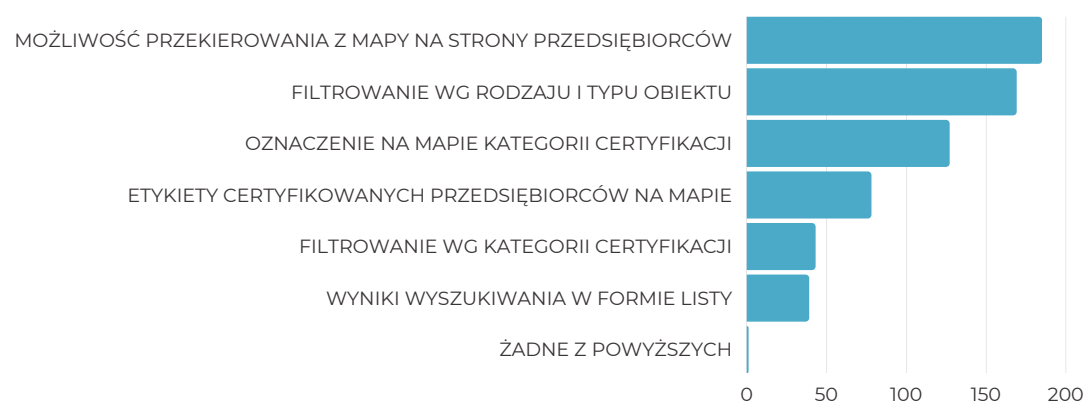 MOŻLIWOŚĆ PRZEKIEROWANIA Z MAPY NA STRONY PRZEDSIĘBIORCÓW
FILTROWANIE WG RODZAJU I TYPU OBIEKTU
OZNACZENIE NA MAPIE KATEGORII CERTYFIKACJI
ETYKIETY CERTYFIKOWANYCH PRZEDSIĘBIORCÓW NA MAPIE
FILTROWANIE WG KATEGORII CERTYFIKACJI
WYNIKI WYSZUKIWANIA W FORMIE LISTY
ŻADNE Z POWYŻSZYCH
0 50 100 150 200